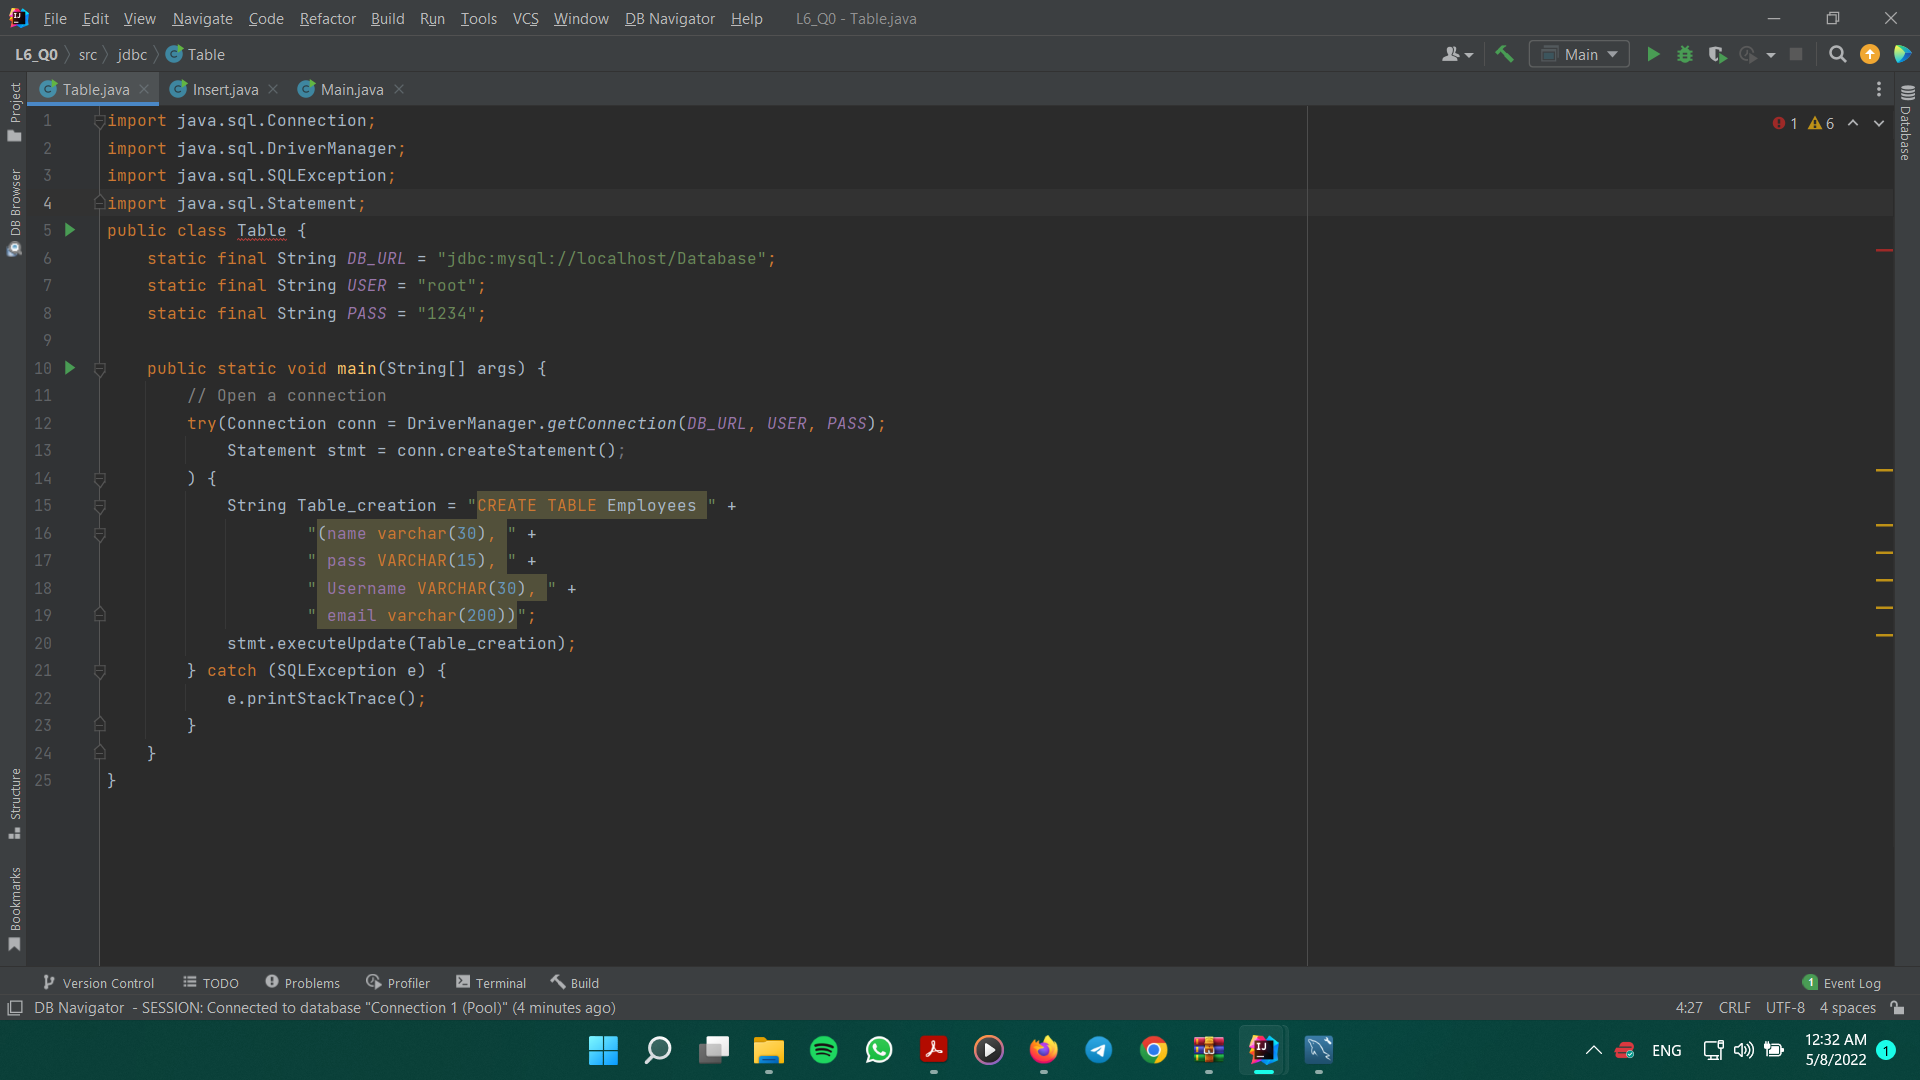 File Edit View Navigate Code Refactor Build Run Tools VCS Window DB Navigator Help L6_Q0 - Table.java
L6_Q0 src jdbc Table Main
Table.java Insert.java Main.java
Project
DB Browser
Structure
Bookmarks
Database
1 6
1 import java.sql.Connection;
2 import java.sql.DriverManager;
3 import java.sql.SQLException;
4 import java.sql.Statement;
5 public class Table {
6 static final String DB_URL = "jdbc:mysql://localhost/Database";
7 static final String USER = "root";
8 static final String PASS = "1234";
9
10 public static void main(String[] args) {
11 // Open a connection
12 try(Connection conn = DriverManager.getConnection(DB_URL, USER, PASS);
13 Statement stmt = conn.createStatement();
14 ) {
15 String Table_creation = "CREATE TABLE Employees " +
16 "(name varchar(30), " +
17 " pass VARCHAR(15), " +
18 " Username VARCHAR(30), " +
19 " email varchar(200))";
20 stmt.executeUpdate(Table_creation);
21 } catch (SQLException e) {
22 e.printStackTrace();
23 }
24 }
25 }
Version Control TODO Problems Profiler Terminal Build 1 Event Log
DB Navigator - SESSION: Connected to database "Connection 1 (Pool)" (4 minutes ago) 4:27 CRLF UTF-8 4 spaces
ENG 12:32 AM 1
5/8/2022